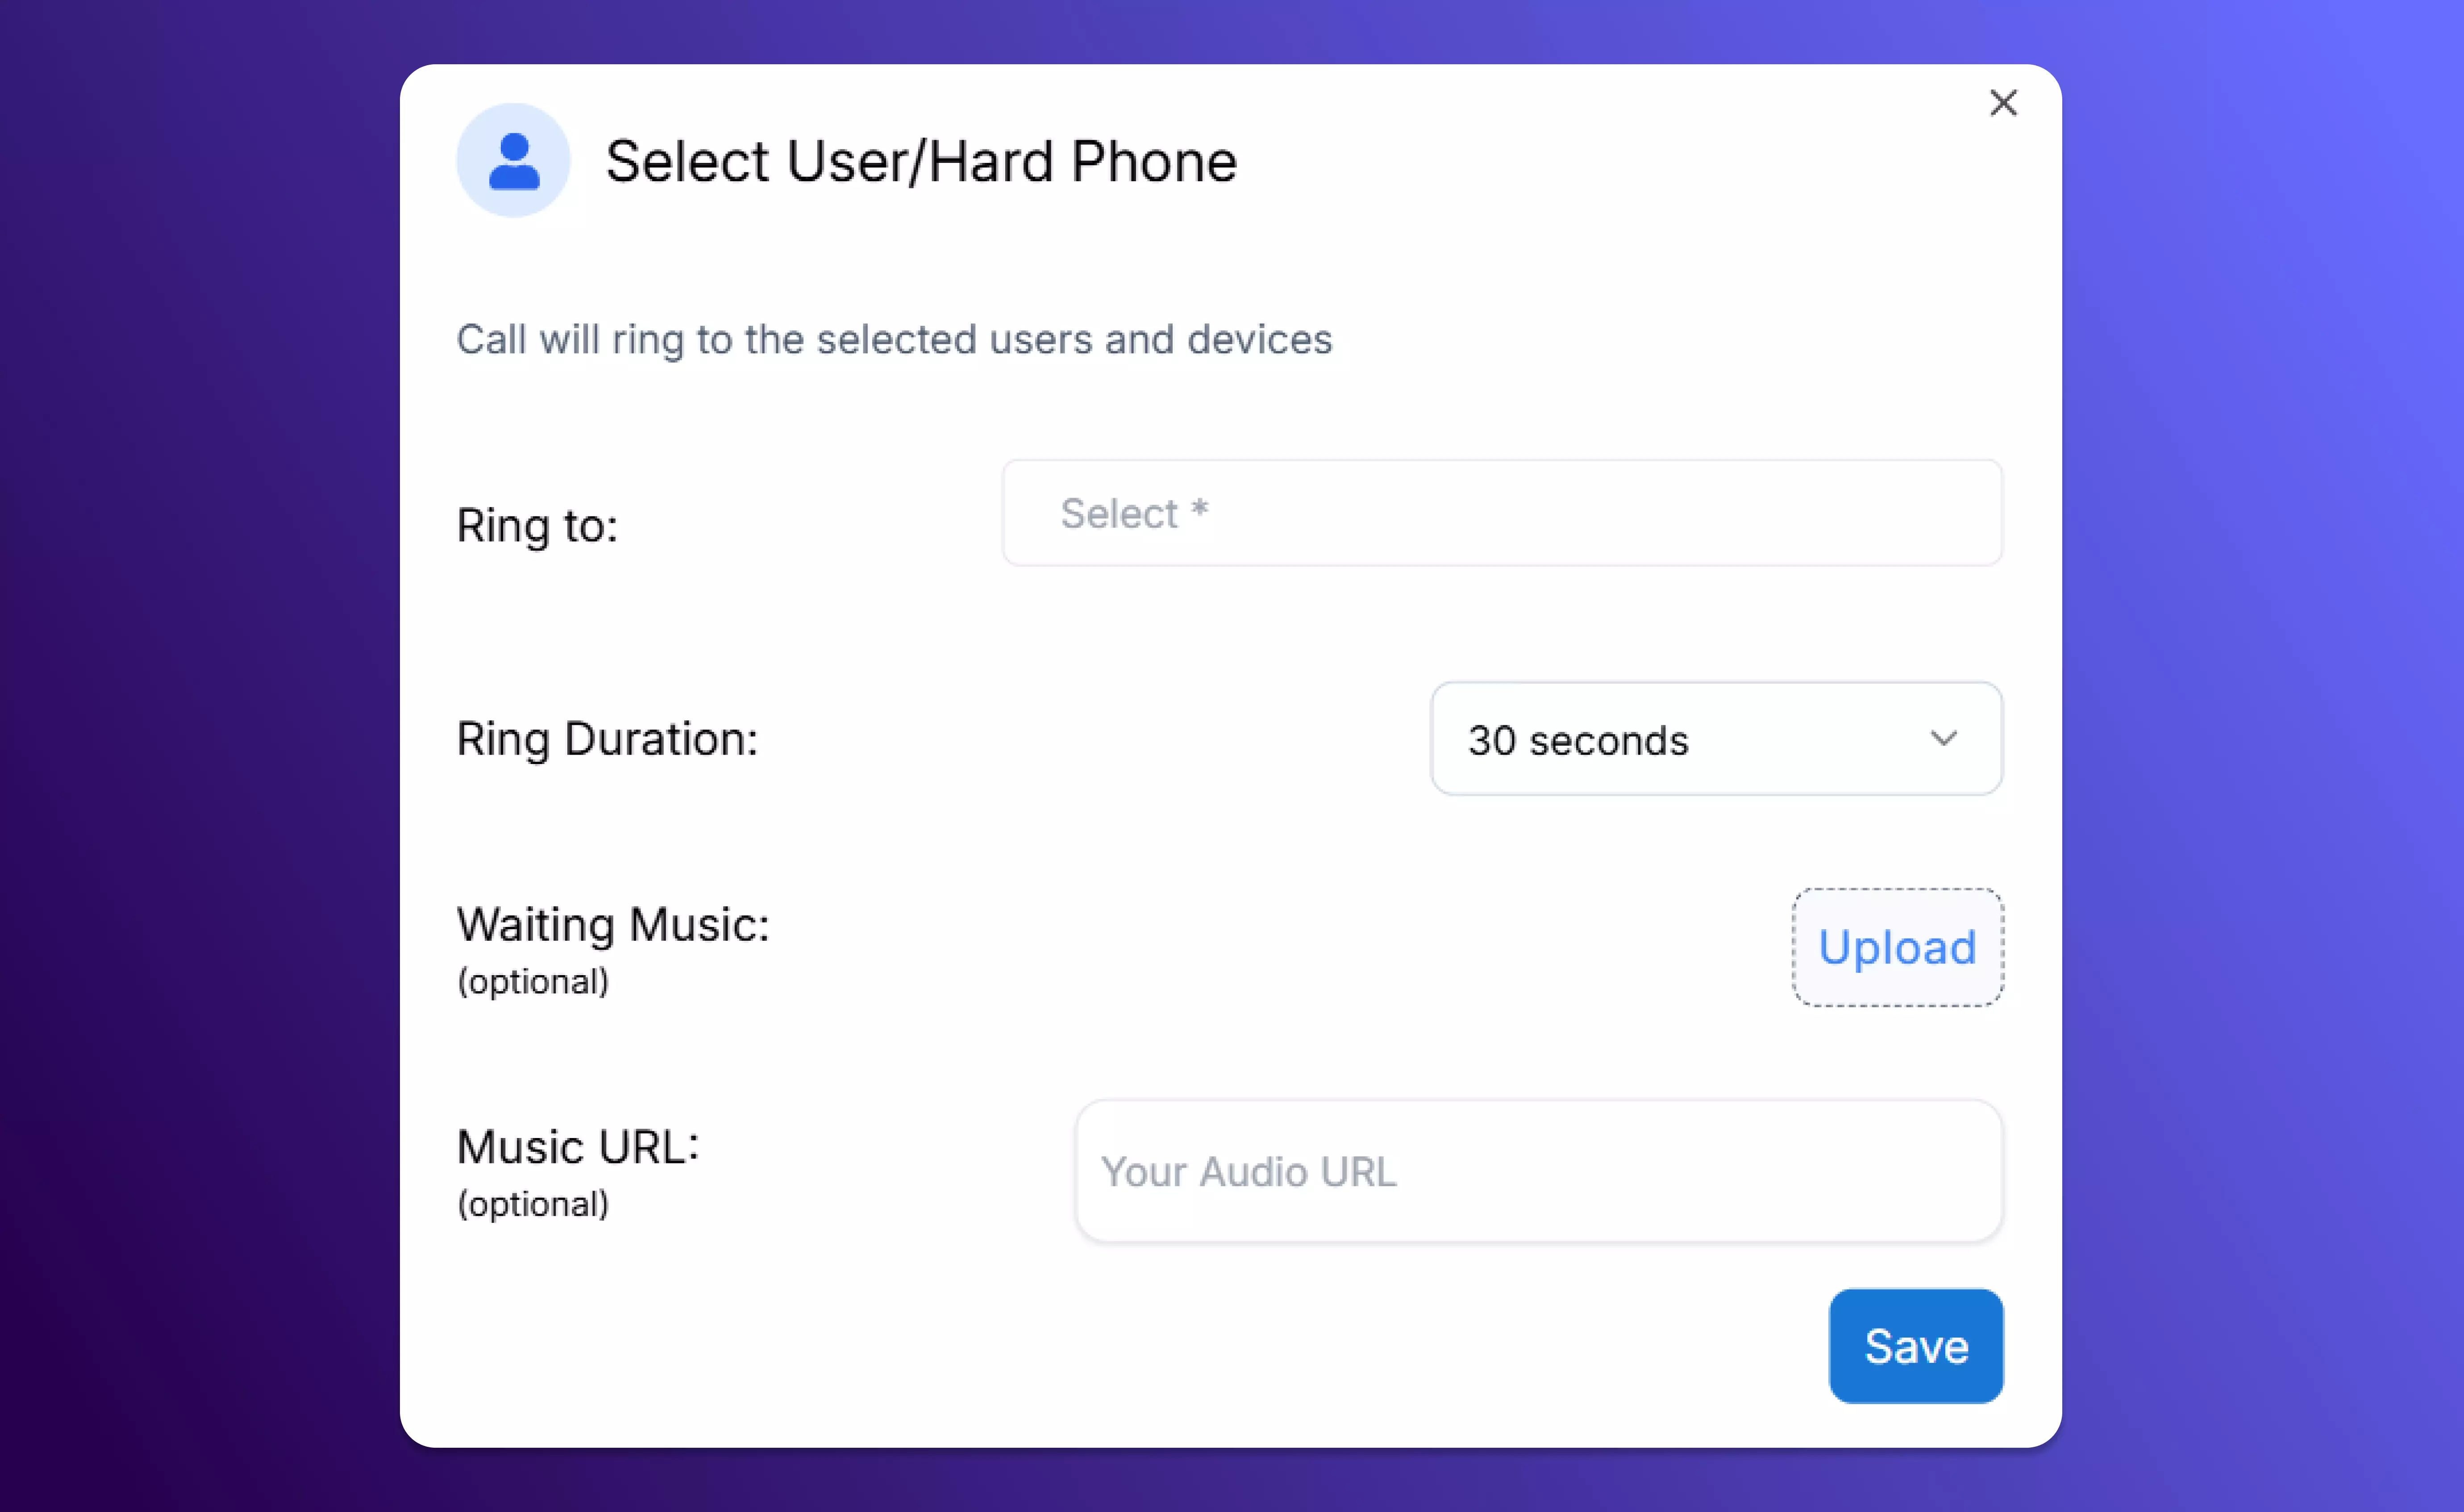 Select User/Hard Phone
Call will ring to the selected users and devices
Ring to:
Select *
Ring Duration:
30 seconds
Waiting Music:
(optional)
Upload
Music URL:
(optional)
Your Audio URL
Save